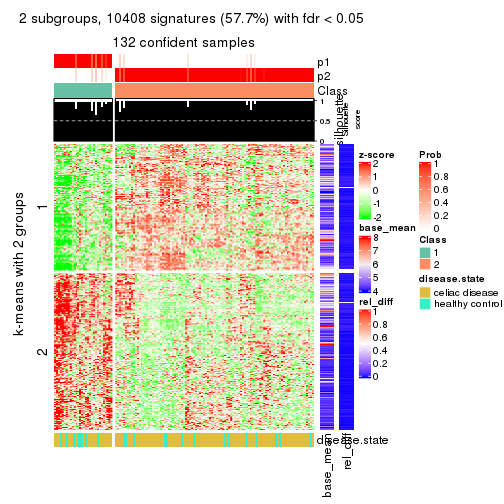 2 subgroups, 10408 signatures (57.7%) with fdr < 0.05
132 confident samples
p1
p2
Class
1
0.5
0
silhouette
Silhouette
score
k-means with 2 groups
1
2
disease.state
base_mean
rel_diff
z-score
2
1
0
-1
-2
base_mean
8
7
6
5
4
rel_diff
1
0.8
0.6
0.4
0.2
0
Prob
1
0.8
0.6
0.4
0.2
0
Class
1
2
disease.state
celiac disease
healthy control